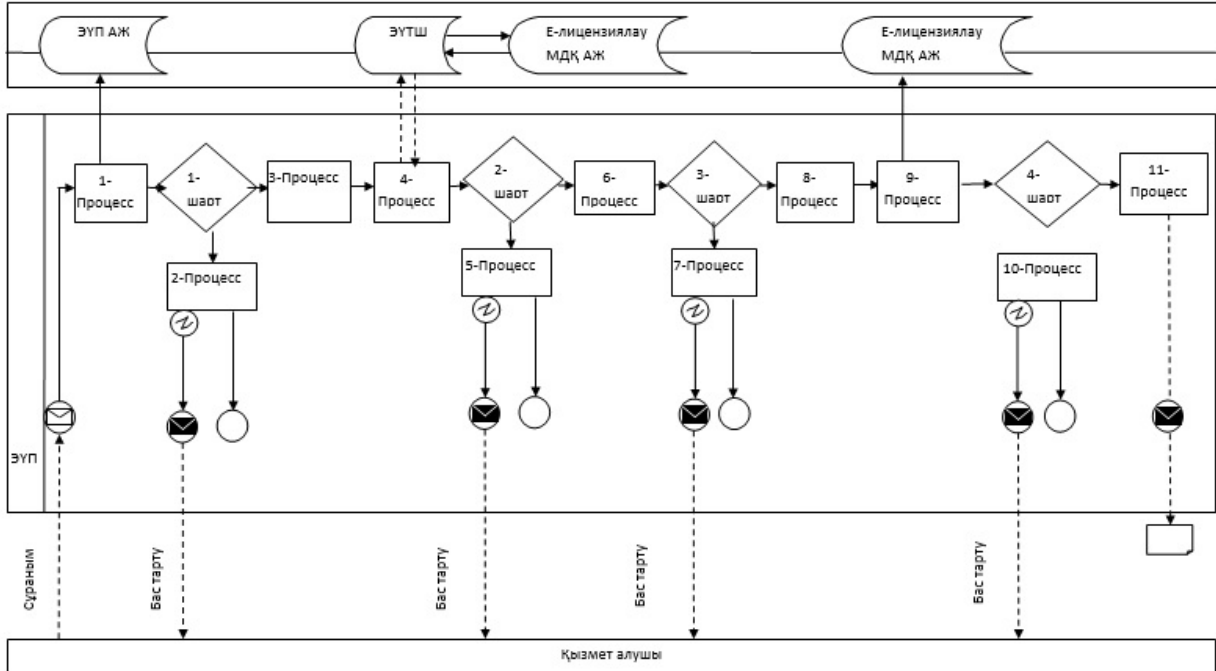 ЭҮП АЖ
ЭҮТШ
Е-лицензиялау
МДҚ АЖ
Е-лицензиялау
МДҚ АЖ
1-
Процесс
1-
шарт
3-Процесс
4-
Процесс
2-
шарт
6-
Процесс
3-
шарт
8-
Процесс
9-
Процесс
4-
шарт
11-
Процесс
2-Процесс
5-Процесс
7-Процесс
10-Процесс
ЭҮП
Сұраным
Бас тарту
Бас тарту
Бас тарту
Бас тарту
Қызмет алушы